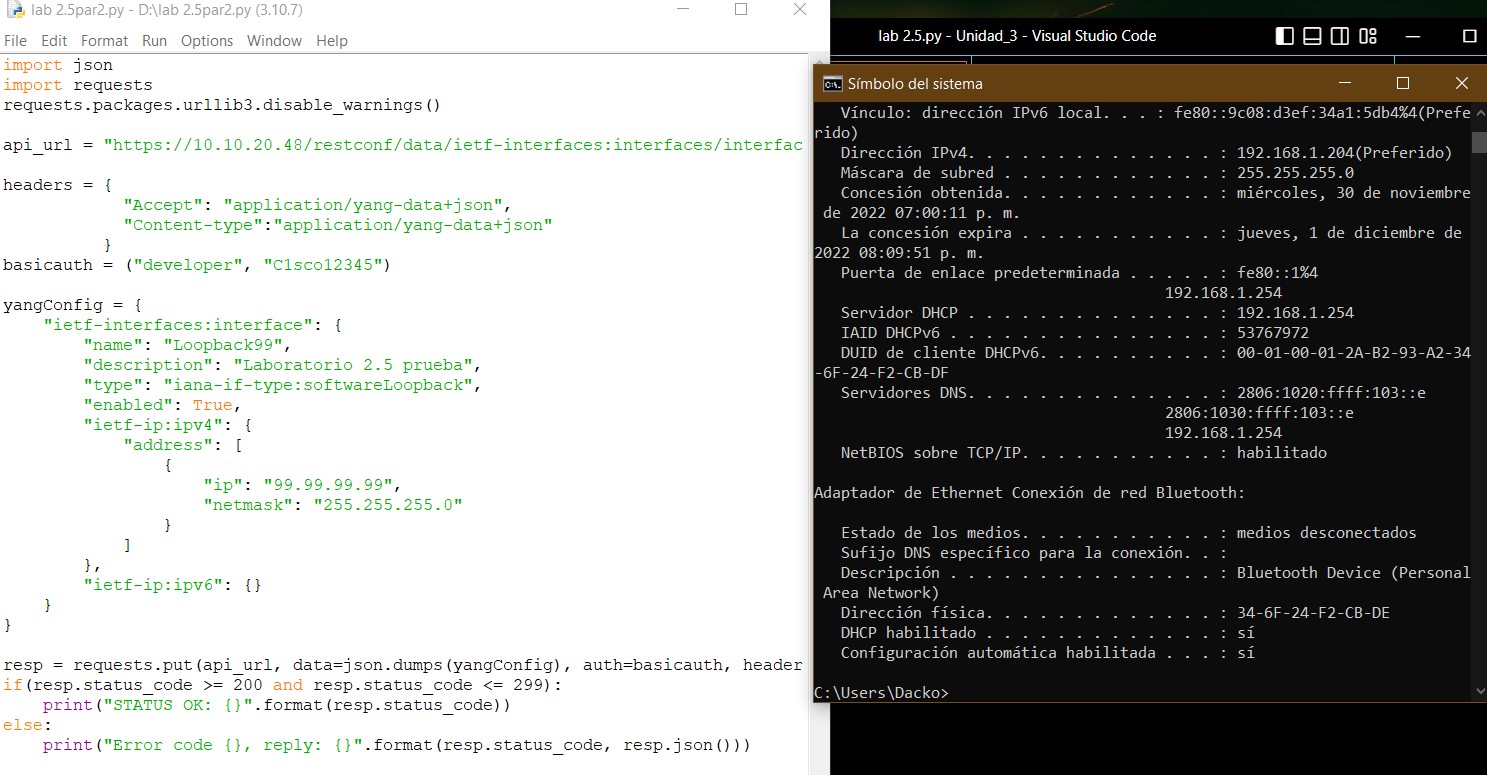 lab 2.5par2.py - D:\lab 2.5par2.py (3.10.7)
File Edit Format Run Options Window Help
import json
import requests
requests.packages.urllib3.disable_warnings()
api_url = "https://10.10.20.48/restconf/data/ietf-interfaces:interfaces/interfac
headers = {
"Accept": "application/yang-data+json",
"Content-type":"application/yang-data+json"
}
basicauth = ("developer", "C1sco12345")
yangConfig = {
"ietf-interfaces:interface": {
"name": "Loopback99",
"description": "Laboratorio 2.5 prueba",
"type": "iana-if-type:softwareLoopback",
"enabled": True,
"ietf-ip:ipv4": {
"address": [
{
"ip": "99.99.99.99",
"netmask": "255.255.255.0"
}
]
},
"ietf-ip:ipv6": {}
}
}
resp = requests.put(api_url, data=json.dumps(yangConfig), auth=basicauth, header
if(resp.status_code >= 200 and resp.status_code <= 299):
print("STATUS OK: {}".format(resp.status_code))
else:
print("Error code {}, reply: {}".format(resp.status_code, resp.json()))
lab 2.5.py - Unidad_3 - Visual Studio Code
Símbolo del sistema
Vínculo: dirección IPv6 local. . . : fe80::9c08:d3ef:34a1:5db4%4(Prefe
rido)
Dirección IPv4. . . . . . . . . . . . . . : 192.168.1.204(Preferido)
Máscara de subred . . . . . . . . . . . . : 255.255.255.0
Concesión obtenida. . . . . . . . . . . . : miércoles, 30 de noviembre
de 2022 07:00:11 p. m.
La concesión expira . . . . . . . . . . . : jueves, 1 de diciembre de
2022 08:09:51 p. m.
Puerta de enlace predeterminada . . . . . : fe80::1%4
192.168.1.254
Servidor DHCP . . . . . . . . . . . . . . : 192.168.1.254
IAID DHCPv6 . . . . . . . . . . . . . . . : 53767972
DUID de cliente DHCPv6. . . . . . . . . . : 00-01-00-01-2A-B2-93-A2-34
-6F-24-F2-CB-DF
Servidores DNS. . . . . . . . . . . . . . : 2806:1020:ffff:103::e
2806:1030:ffff:103::e
192.168.1.254
NetBIOS sobre TCP/IP. . . . . . . . . . . : habilitado
Adaptador de Ethernet Conexión de red Bluetooth:
Estado de los medios. . . . . . . . . . . : medios desconectados
Sufijo DNS específico para la conexión. . :
Descripción . . . . . . . . . . . . . . . : Bluetooth Device (Personal
Area Network)
Dirección física. . . . . . . . . . . . . : 34-6F-24-F2-CB-DE
DHCP habilitado . . . . . . . . . . . . . : sí
Configuración automática habilitada . . . : sí
C:\Users\Dacko>